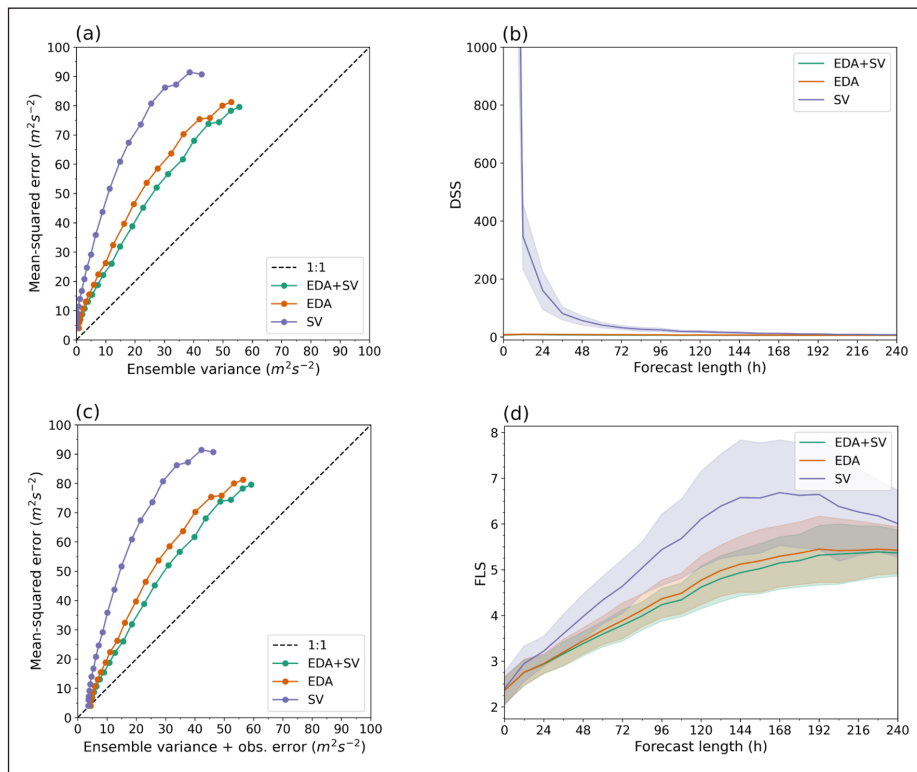 (a)
Mean-squared error (m²s⁻²)
100
90
80
70
60
50
40
30
20
10
0
1:1
EDA+SV
EDA
SV
0 10 20 30 40 50 60 70 80 90 100
Ensemble variance (m²s⁻²)
(b)
DSS
1000
800
600
400
200
0
EDA+SV
EDA
SV
0 24 48 72 96 120 144 168 192 216 240
Forecast length (h)
(c)
Mean-squared error (m²s⁻²)
100
90
80
70
60
50
40
30
20
10
0
1:1
EDA+SV
EDA
SV
0 10 20 30 40 50 60 70 80 90 100
Ensemble variance + obs. error (m²s⁻²)
(d)
FLS
8
7
6
5
4
3
2
EDA+SV
EDA
SV
0 24 48 72 96 120 144 168 192 216 240
Forecast length (h)